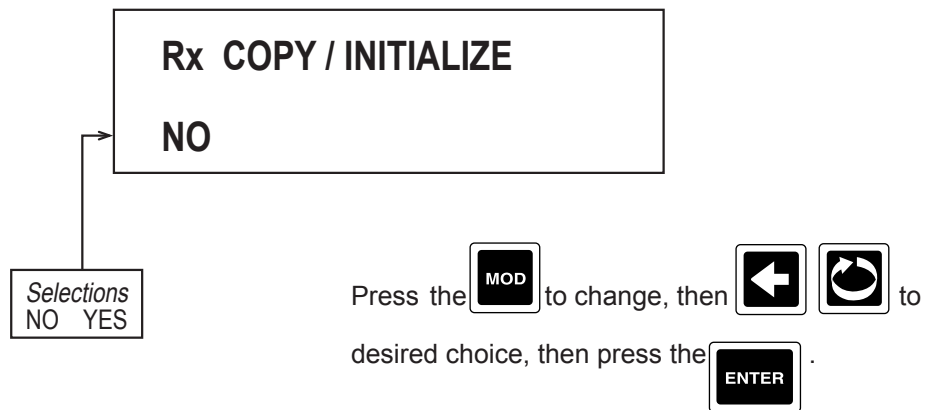 Rx COPY / INITIALIZE
NO
Selections
NO YES
Press the MOD to change, then to
desired choice, then press the ENTER .